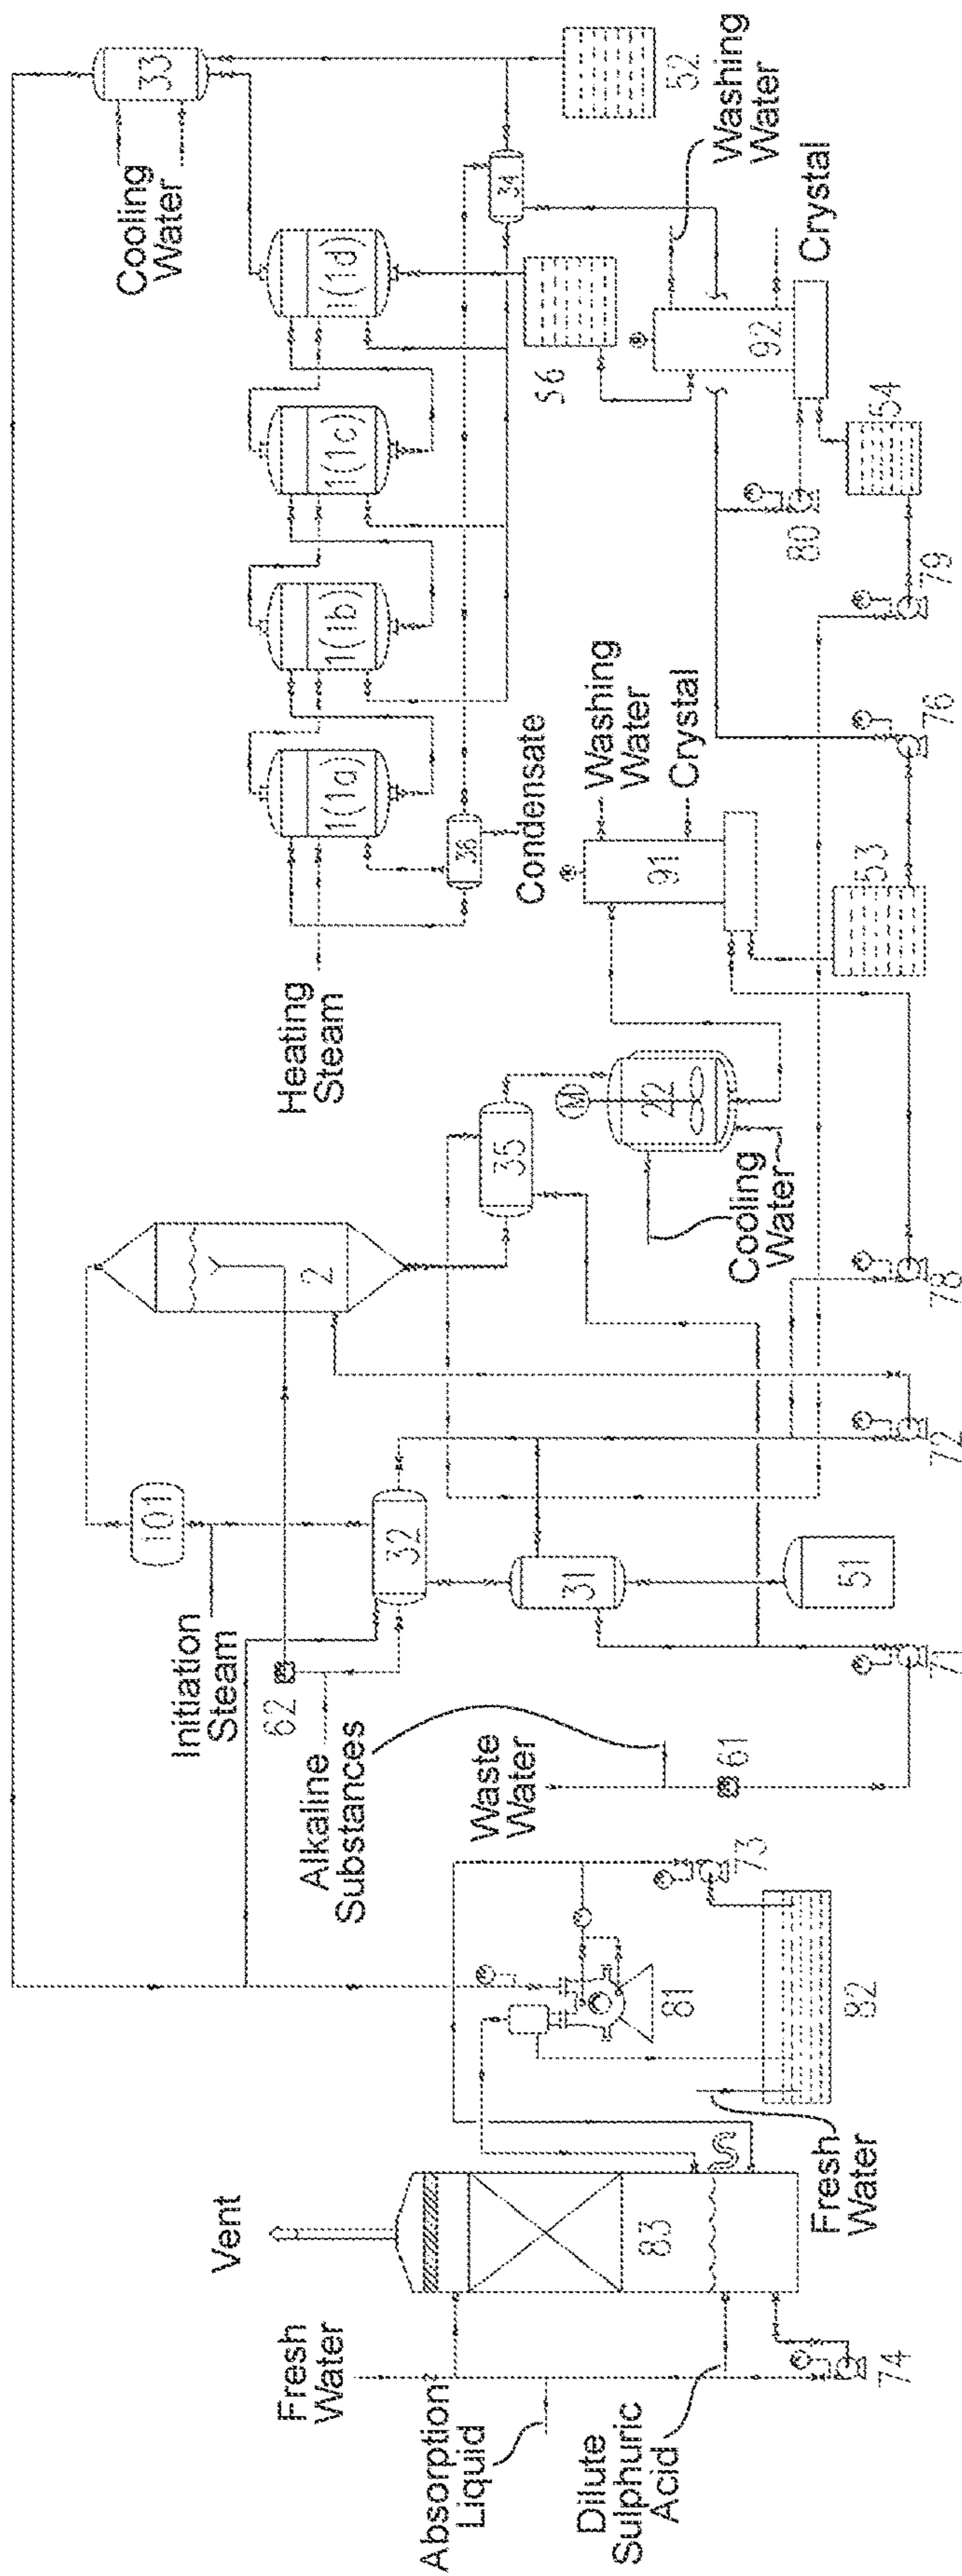 Vent
Fresh
Water
Absorption
Liquid
Dilute
Sulphuric
Acid
83
74
Fresh
Water
82
81
73
Alkaline
Substances
Waste
Water
61
71
Initiation
Steam
62
101
32
31
51
72
2
35
M
22
Cooling
Water
78
Heating
Steam
1(1a)
1(1b)
1(1c)
1(1d)
36
Condensate
91
Washing
Water
Crystal
53
76
79
54
80
92
56
34
52
Washing
Water
Crystal
33
Cooling
Water